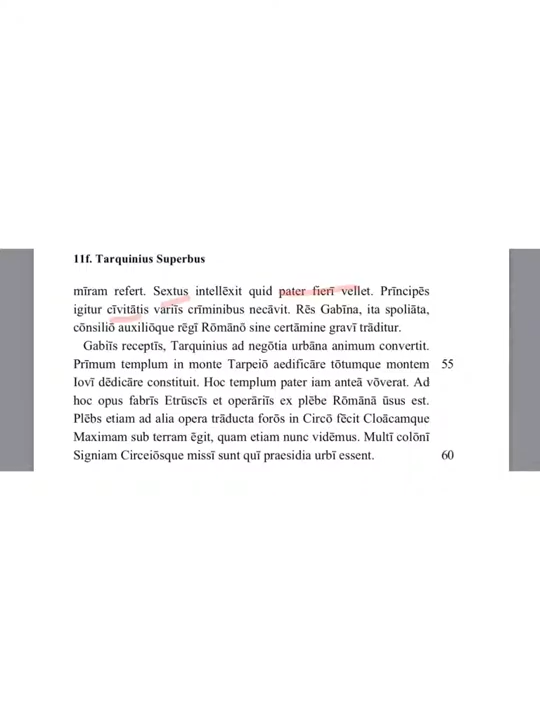 11f. Tarquinius Superbus
mīram refert. Sextus intellēxit quid pater fierī vellet. Prīncipēs
igitur cīvitātis variīs crīminibus necāvit. Rēs Gabīna, ita spoliāta,
cōnsiliō auxiliōque rēgī Rōmānō sine certāmine gravī trāditur.
Gabiīs receptīs, Tarquinius ad negōtia urbāna animum convertit.
Prīmum templum in monte Tarpeiō aedificāre tōtumque montem 55
Iovī dēdicāre constituit. Hoc templum pater iam anteā vōverat. Ad
hoc opus fabrīs Etrūscīs et operāriīs ex plēbe Rōmānā ūsus est.
Plēbs etiam ad alia opera trāducta forōs in Circō fēcit Cloācamque
Maximam sub terram ēgit, quam etiam nunc vidēmus. Multī colōnī
Signiam Circeiōsque missī sunt quī praesidia urbī essent. 60